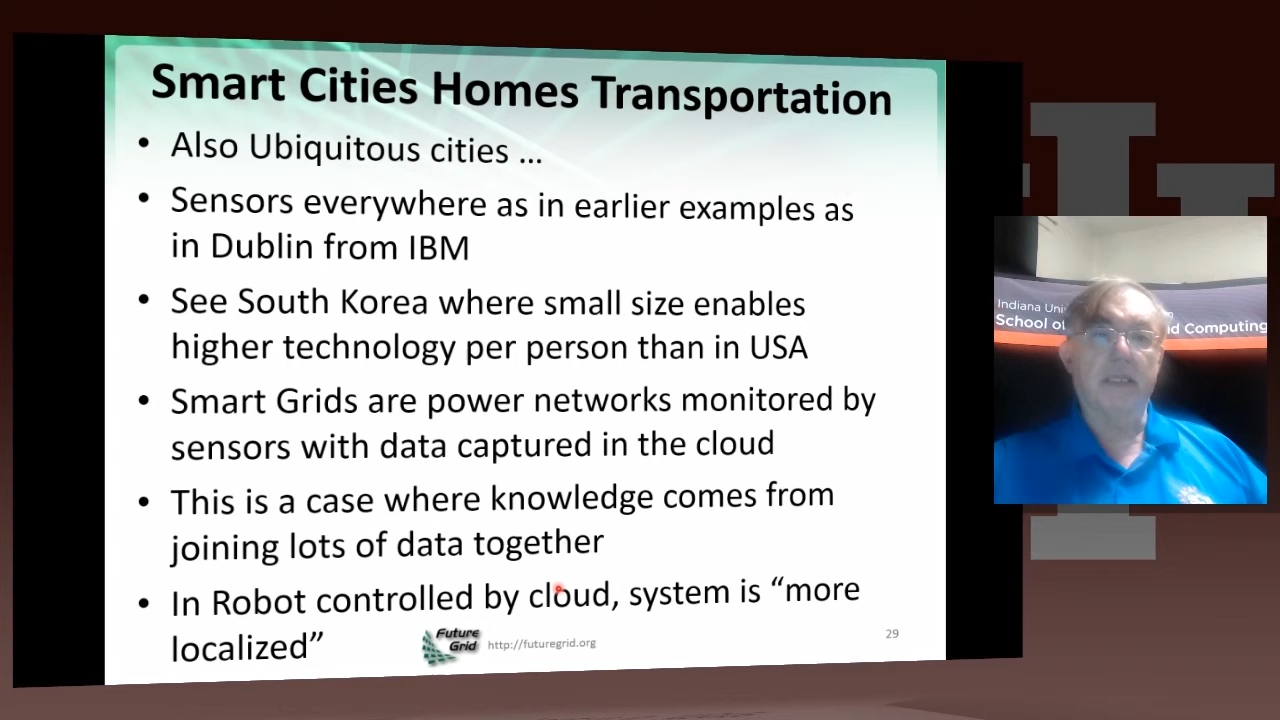 Smart Cities Homes Transportation
• Also Ubiquitous cities …
• Sensors everywhere as in earlier examples as
in Dublin from IBM
• See South Korea where small size enables
higher technology per person than in USA
• Smart Grids are power networks monitored by
sensors with data captured in the cloud
• This is a case where knowledge comes from
joining lots of data together
• In Robot controlled by cloud, system is “more
localized”
Future
Grid
http://futuregrid.org
29
Indiana
School of
Computing